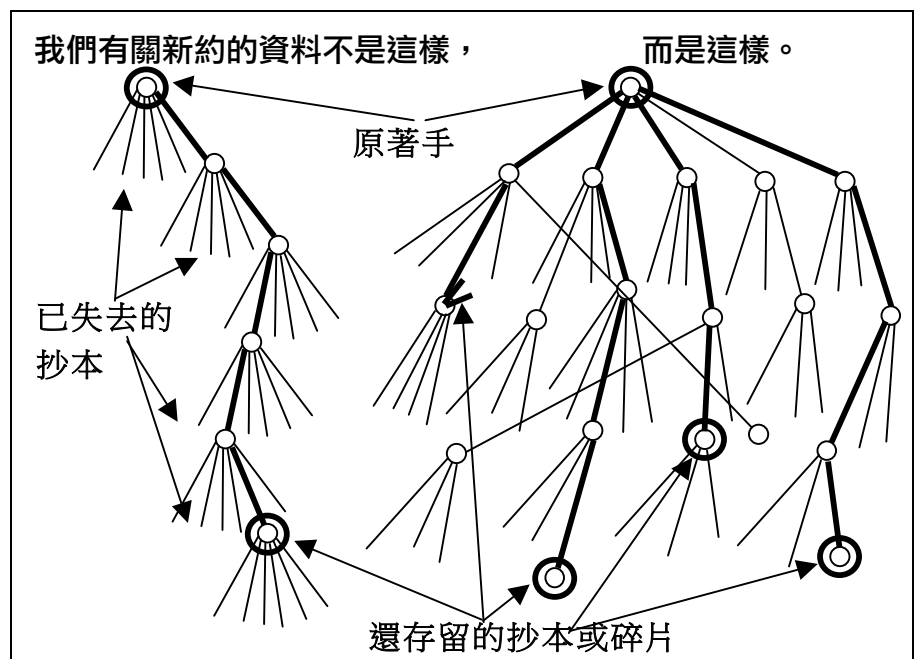 我們有關新約的資料不是這樣，
而是這樣。
原著手
已失去的
抄本
還存留的抄本或碎片